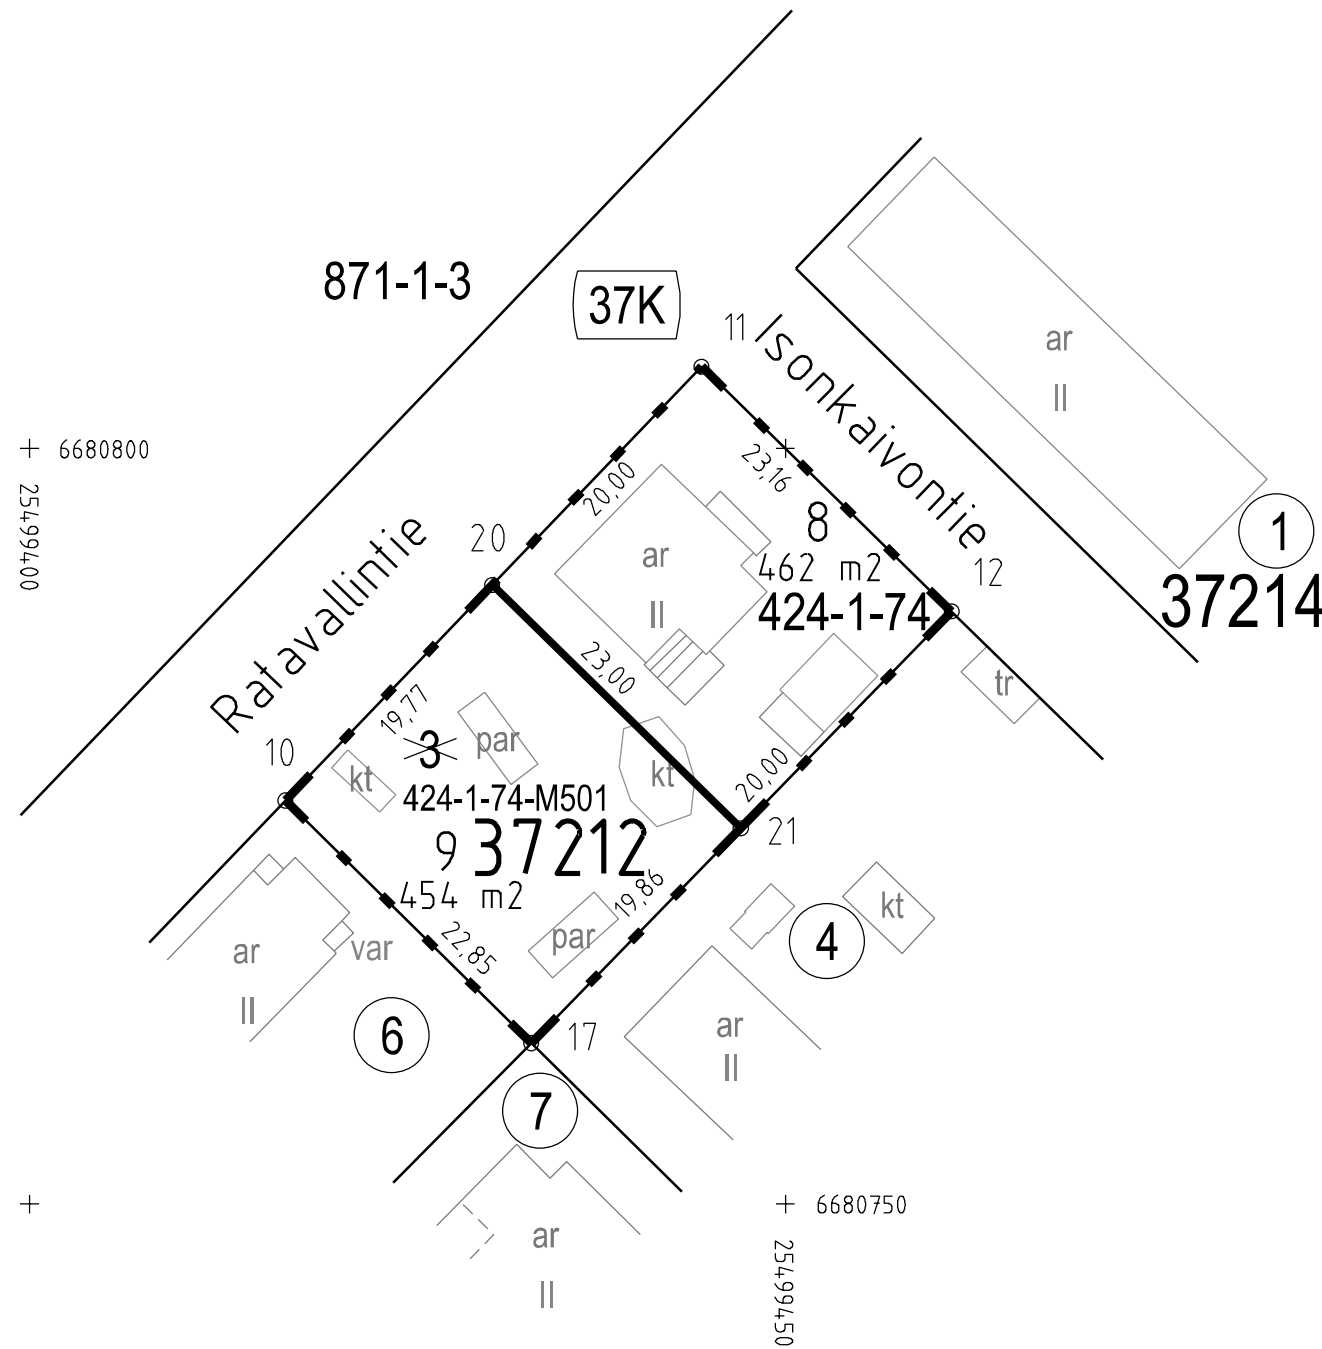 871-1-3
37K
11
Isonkaivontie
ar
II
6680800
25499400
23,16
20,00
8
1
20
Ratavallintie
ar
II
462 m2
424-1-74
12
37214
23,00
tr
19,77
3
par
10
kt
kt
424-1-74-M501
20,00
21
9
37212
454 m2
19,86
kt
4
par
22,85
ar
II
var
6
17
ar
II
7
6680750
25499450
ar
II